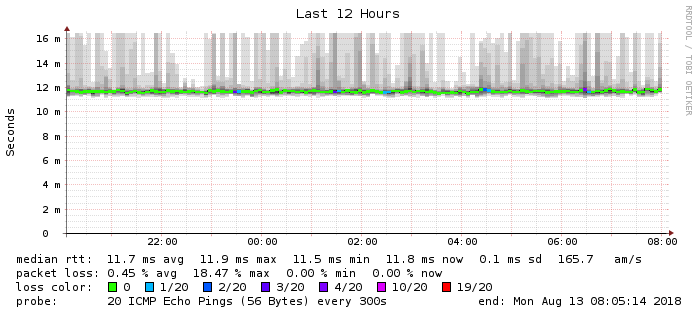 Last 12 Hours
RRDTOOL / TOBI OETIKER
Seconds
16 m
14 m
12 m
10 m
8 m
6 m
4 m
2 m
0
22:00 00:00 02:00 04:00 06:00 08:00
median rtt: 11.7 ms avg 11.9 ms max 11.5 ms min 11.8 ms now 0.1 ms sd 165.7 am/s
packet loss: 0.45 % avg 18.47 % max 0.00 % min 0.00 % now
loss color: 0 1/20 2/20 3/20 4/20 10/20 19/20
probe: 20 ICMP Echo Pings (56 Bytes) every 300s end: Mon Aug 13 08:05:14 2018